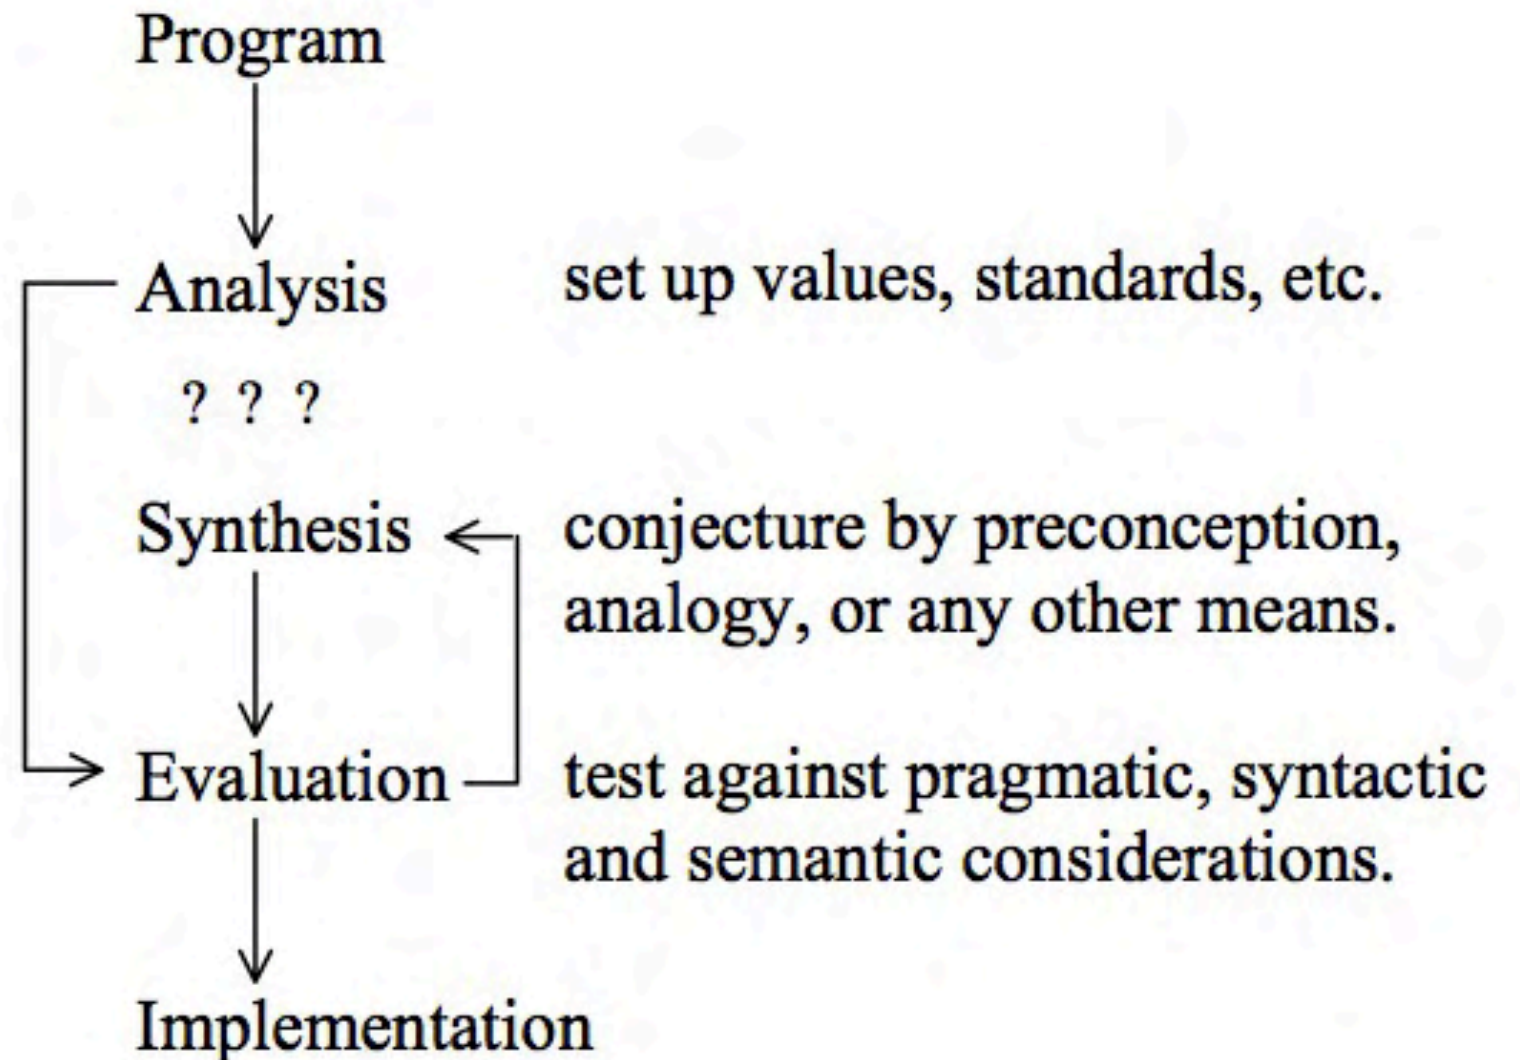 Program
Analysis
set up values, standards, etc.
? ? ?
Synthesis
conjecture by preconception,
analogy, or any other means.
Evaluation
test against pragmatic, syntactic
and semantic considerations.
Implementation